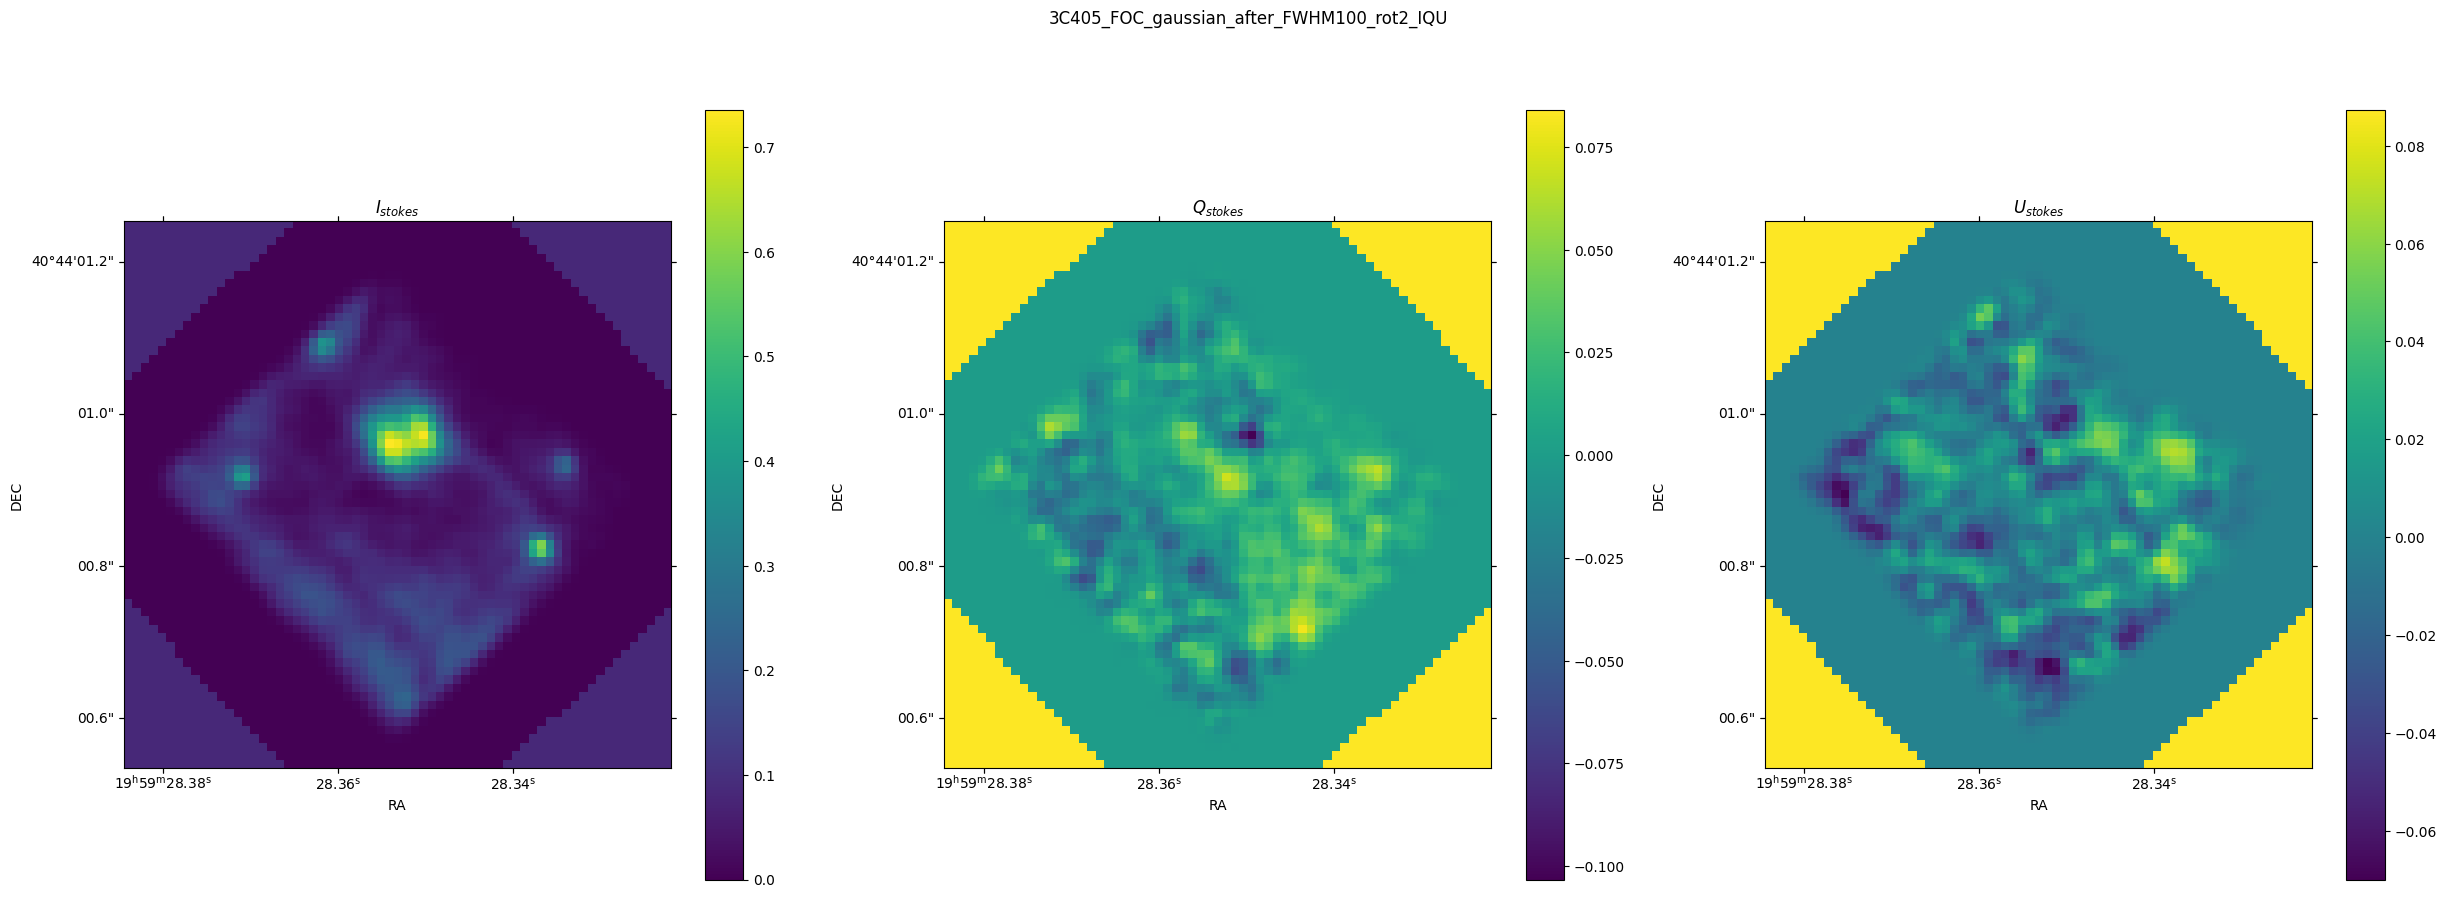 3C405_FOC_gaussian_after_FWHM100_rot2_IQU
I_stokes
40°44'01.2"
01.0"
00.8"
00.6"
DEC
19h59m28.38s
28.36s
28.34s
RA
0.7
0.6
0.5
0.4
0.3
0.2
0.1
0.0
Q_stokes
40°44'01.2"
01.0"
00.8"
00.6"
DEC
19h59m28.38s
28.36s
28.34s
RA
0.075
0.050
0.025
0.000
−0.025
−0.050
−0.075
−0.100
U_stokes
40°44'01.2"
01.0"
00.8"
00.6"
DEC
19h59m28.38s
28.36s
28.34s
RA
0.08
0.06
0.04
0.02
0.00
−0.02
−0.04
−0.06